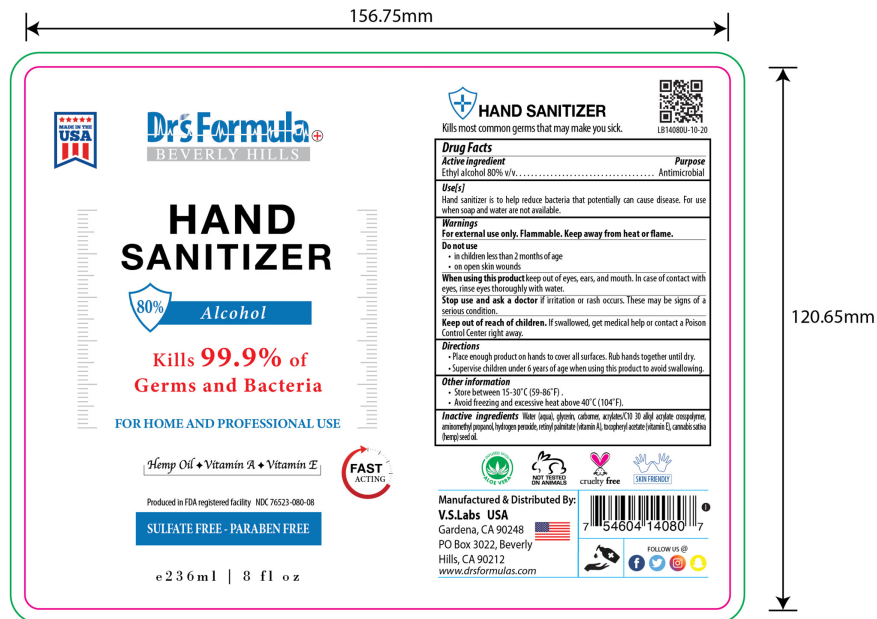 156.75mm
MADE IN THE
USA
Dr's Formula
BEVERLY HILLS
HAND
SANITIZER
80%
Alcohol
Kills 99.9% of
Germs and Bacteria
FOR HOME AND PROFESSIONAL USE
Hemp Oil ✦ Vitamin A ✦ Vitamin E
FAST
ACTING
Produced in FDA registered facility NDC 76523-080-08
SULFATE FREE - PARABEN FREE
e236ml | 8 fl oz
HAND SANITIZER
Kills most common germs that may make you sick.
LB14080U-10-20
Drug Facts
Active ingredient Purpose
Ethyl alcohol 80% v/v.................................. Antimicrobial
Use[s]
Hand sanitizer is to help reduce bacteria that potentially can cause disease. For use
when soap and water are not available.
Warnings
For external use only. Flammable. Keep away from heat or flame.
Do not use
• in children less than 2 months of age
• on open skin wounds
When using this product keep out of eyes, ears, and mouth. In case of contact with
eyes, rinse eyes thoroughly with water.
Stop use and ask a doctor if irritation or rash occurs. These may be signs of a
serious condition.
Keep out of reach of children. If swallowed, get medical help or contact a Poison
Control Center right away.
Directions
• Place enough product on hands to cover all surfaces. Rub hands together until dry.
• Supervise children under 6 years of age when using this product to avoid swallowing.
Other information
• Store between 15-30˚C (59-86˚F) .
• Avoid freezing and excessive heat above 40˚C (104˚F).
Inactive ingredients Water (aqua), glycerin, carbomer, acrylates/C10 30 alkyl acrylate crosspolymer,
aminomethyl propanol, hydrogen peroxide, retinyl palmitate (vitamin A), tocopheryl acetate (vitamin E), cannabis sativa
(hemp) seed oil.
ALOE VERA
NOT TESTED
ON ANIMALS
cruelty free
SKIN FRIENDLY
Manufactured & Distributed By:
V.S.Labs USA
Gardena, CA 90248
PO Box 3022, Beverly
Hills, CA 90212
www.drsformulas.com
7 54604 14080 7
FOLLOW US @
120.65mm